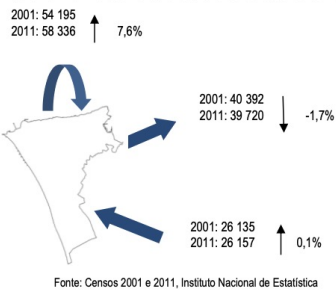 2001: 54 195
2011: 58 336 7,6%
2001: 40 392
2011: 39 720 -1,7%
2001: 26 135
2011: 26 157 0,1%
Fonte: Censos 2001 e 2011, Instituto Nacional de Estatística